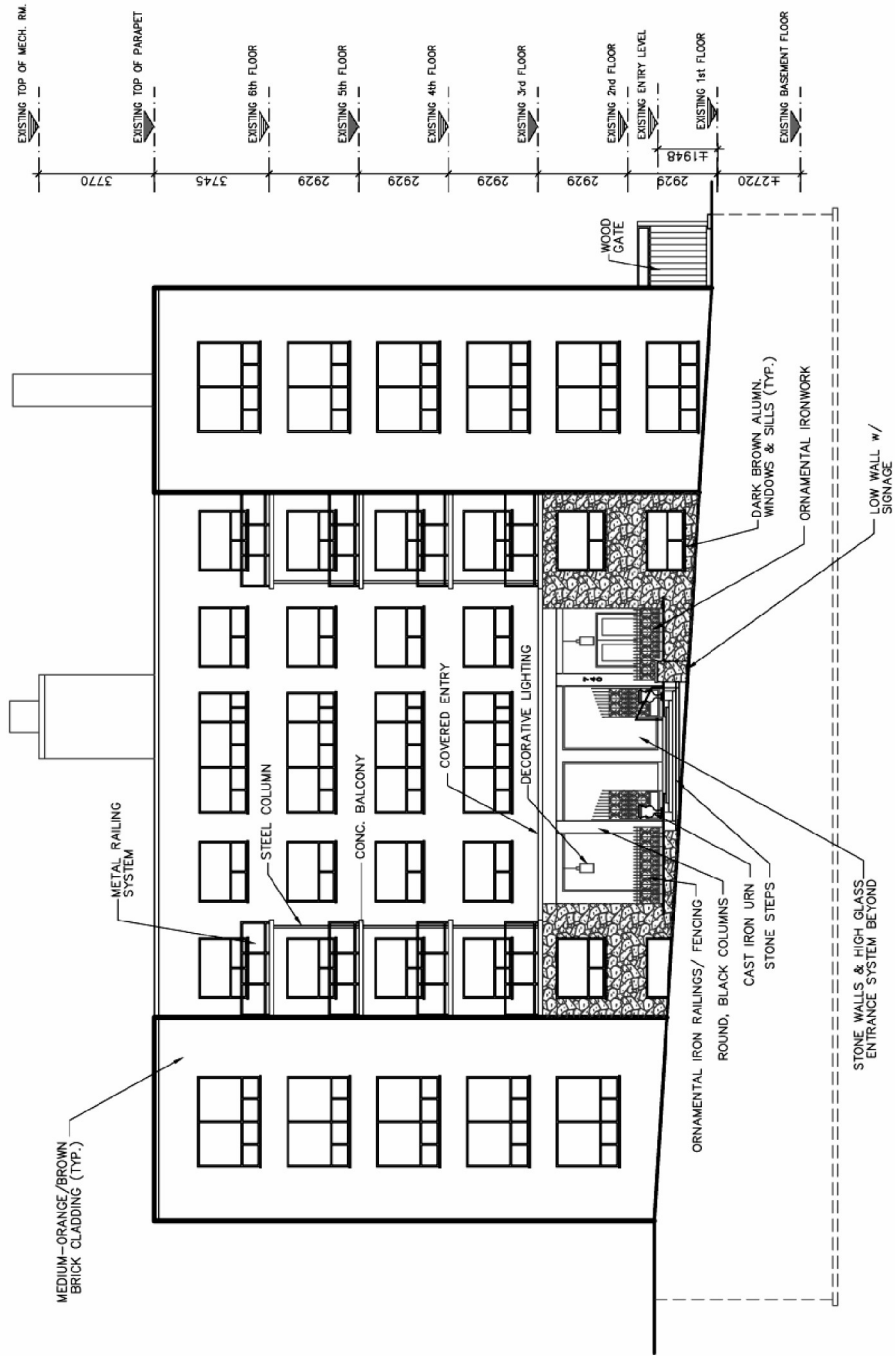 EXISTING TOP OF MECH. RM.
3770
EXISTING TOP OF PARAPET
3745
EXISTING 6th FLOOR
2929
EXISTING 5th FLOOR
2929
EXISTING 4th FLOOR
2929
EXISTING 3rd FLOOR
2929
EXISTING 2nd FLOOR
EXISTING ENTRY LEVEL
2929
±1948
EXISTING 1st FLOOR
±2720
EXISTING BASEMENT FLOOR
MEDIUM-ORANGE/BROWN
BRICK CLADDING (TYP.)
METAL RAILING
SYSTEM
STEEL COLUMN
CONC. BALCONY
COVERED ENTRY
DECORATIVE LIGHTING
740
WOOD
GATE
ORNAMENTAL IRON RAILINGS/ FENCING
ROUND, BLACK COLUMNS
CAST IRON URN
STONE STEPS
STONE WALLS & HIGH GLASS
ENTRANCE SYSTEM BEYOND
DARK BROWN ALUMN.
WINDOWS & SILLS (TYP.)
ORNAMENTAL IRONWORK
LOW WALL w/
SIGNAGE